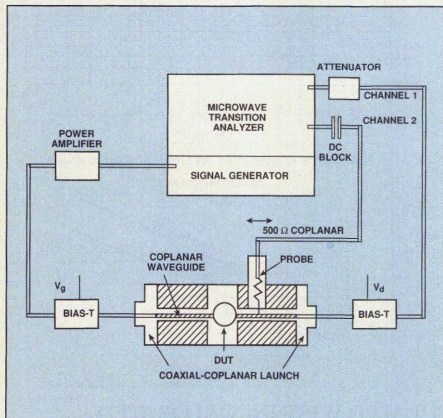 ATTENUATOR
CHANNEL 1
MICROWAVE
TRANSITION
ANALYZER
CHANNEL 2
DC
BLOCK
POWER
AMPLIFIER
SIGNAL GENERATOR
500 Ω COPLANAR
PROBE
COPLANAR
WAVEGUIDE
Vg
Vd
BIAS-T
BIAS-T
DUT
COAXIAL-COPLANAR LAUNCH